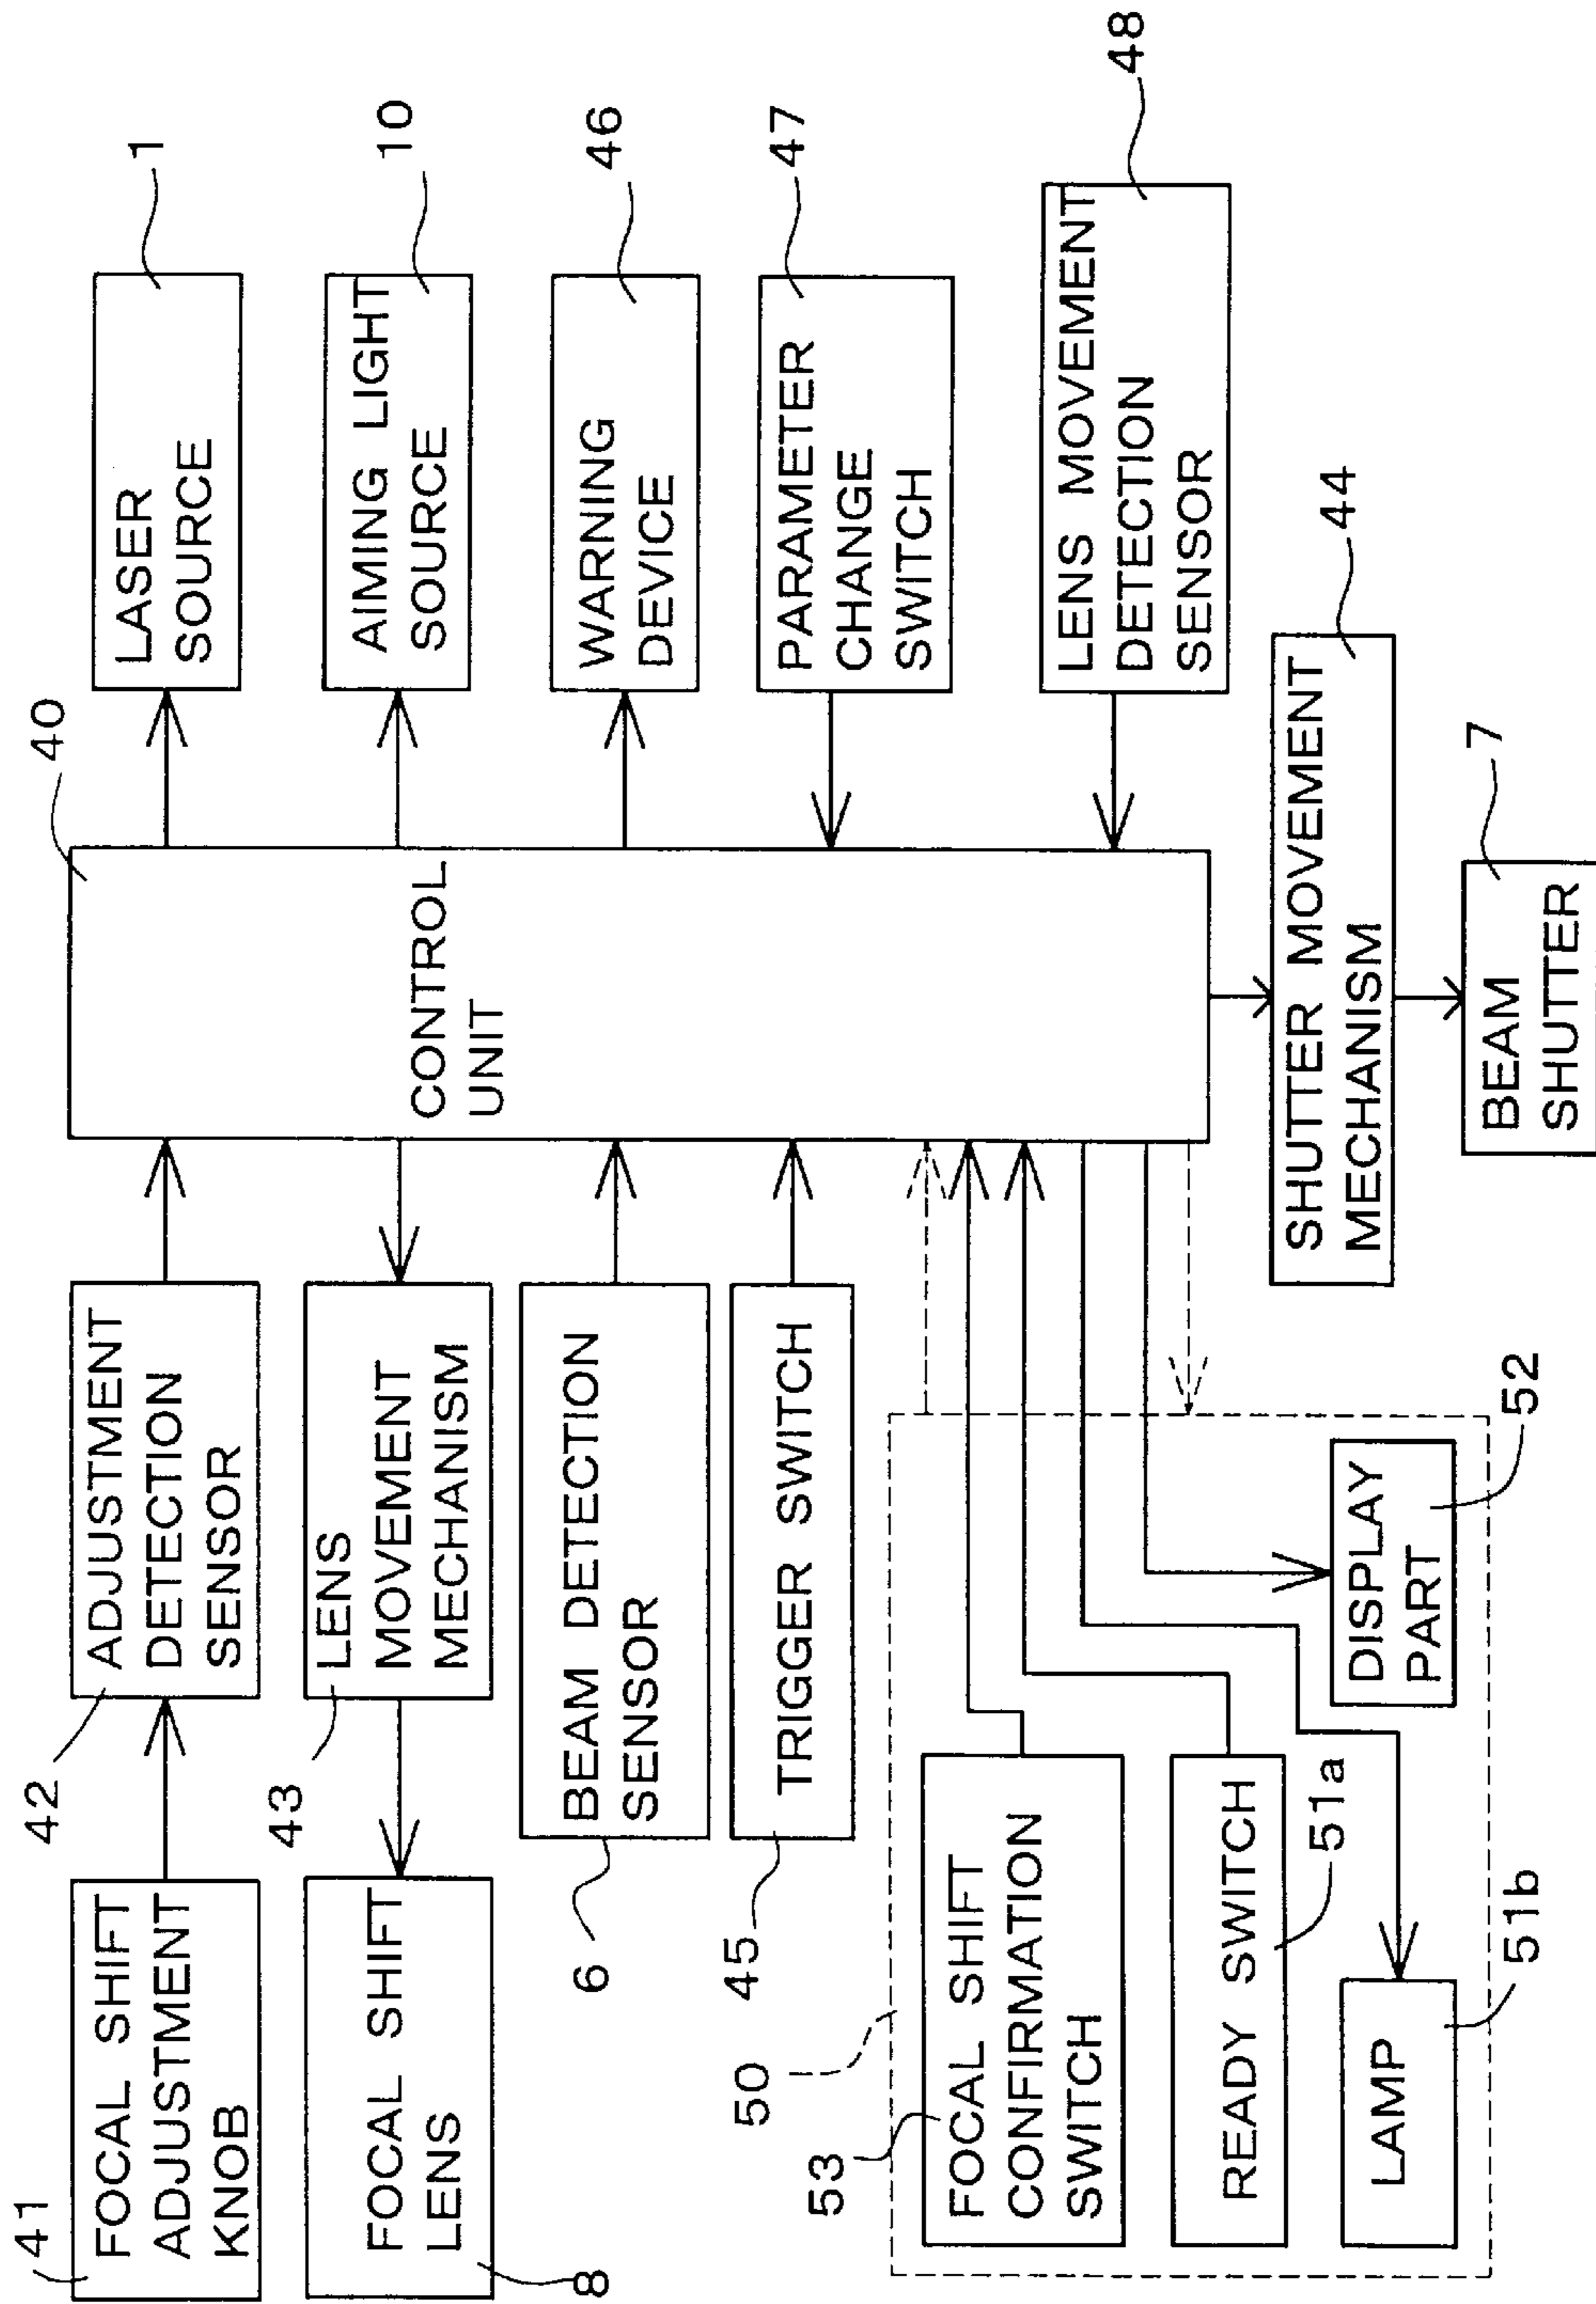 41
FOCAL SHIFT
ADJUSTMENT
KNOB
42
ADJUSTMENT
DETECTION
SENSOR
40
CONTROL
UNIT
LASER
SOURCE
1
FOCAL SHIFT
LENS
8
43
LENS
MOVEMENT
MECHANISM
AIMING LIGHT
SOURCE
10
6
BEAM DETECTION
SENSOR
WARNING
DEVICE
46
45
TRIGGER SWITCH
PARAMETER
CHANGE
SWITCH
47
50
53
FOCAL SHIFT
CONFIRMATION
SWITCH
LENS MOVEMENT
DETECTION
SENSOR
48
READY SWITCH
51a
LAMP
51b
DISPLAY
PART
52
SHUTTER MOVEMENT
MECHANISM
44
BEAM
SHUTTER
7